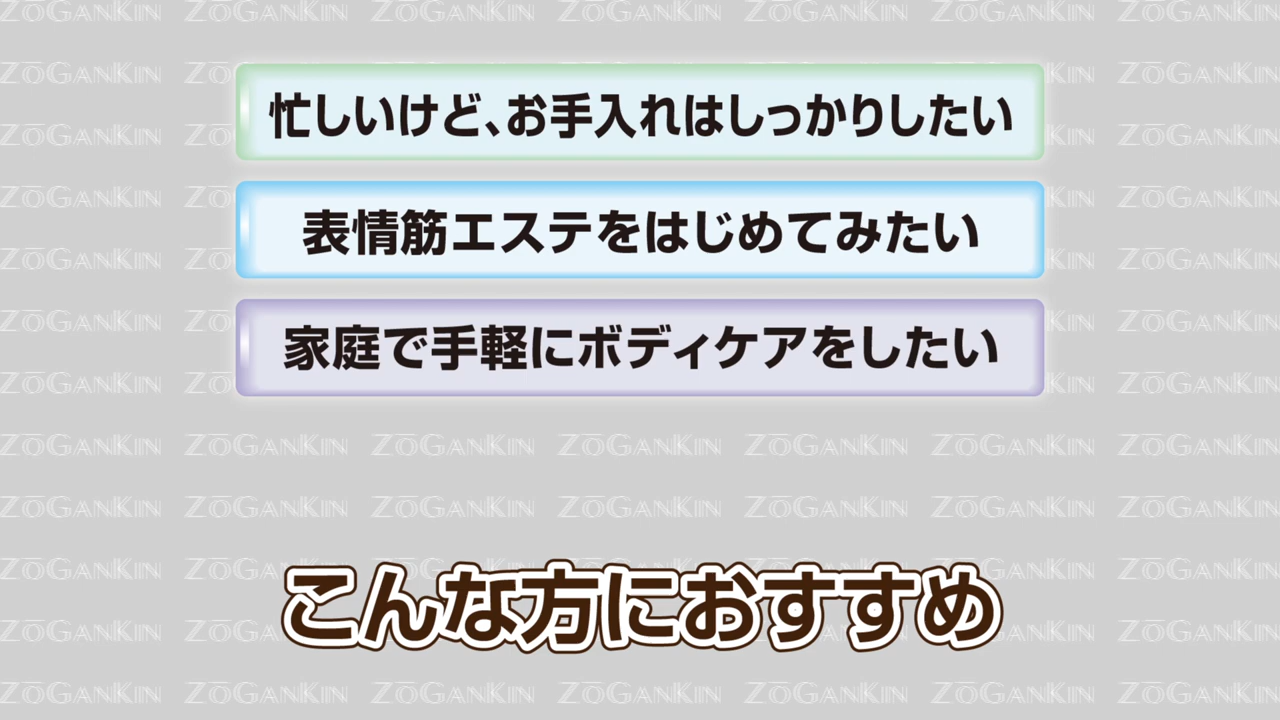 忙しいけど、お手入れはしっかりしたい
表情筋エステをはじめてみたい
家庭で手軽にボディケアをしたい
こんな方におすすめ
ZŌGANKIN